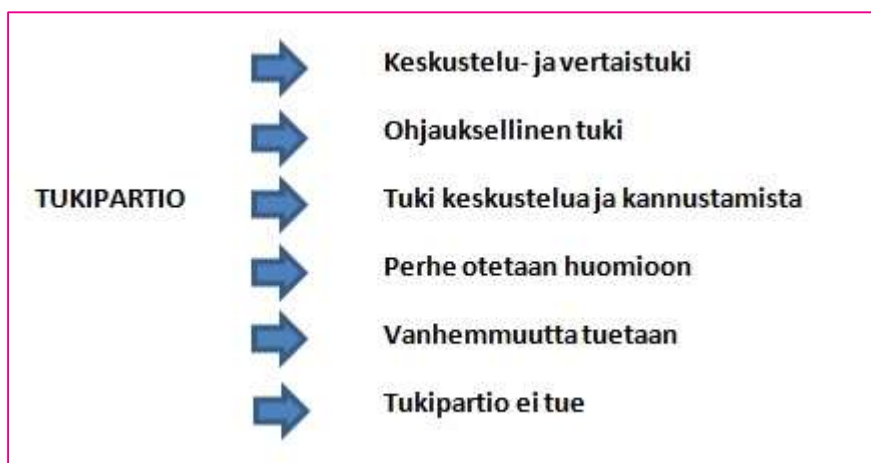 Keskustelu- ja vertaistuki
Ohjauksellinen tuki
TUKIPARTIO
Tuki keskustelua ja kannustamista
Perhe otetaan huomioon
Vanhemmuutta tuetaan
Tukipartio ei tue